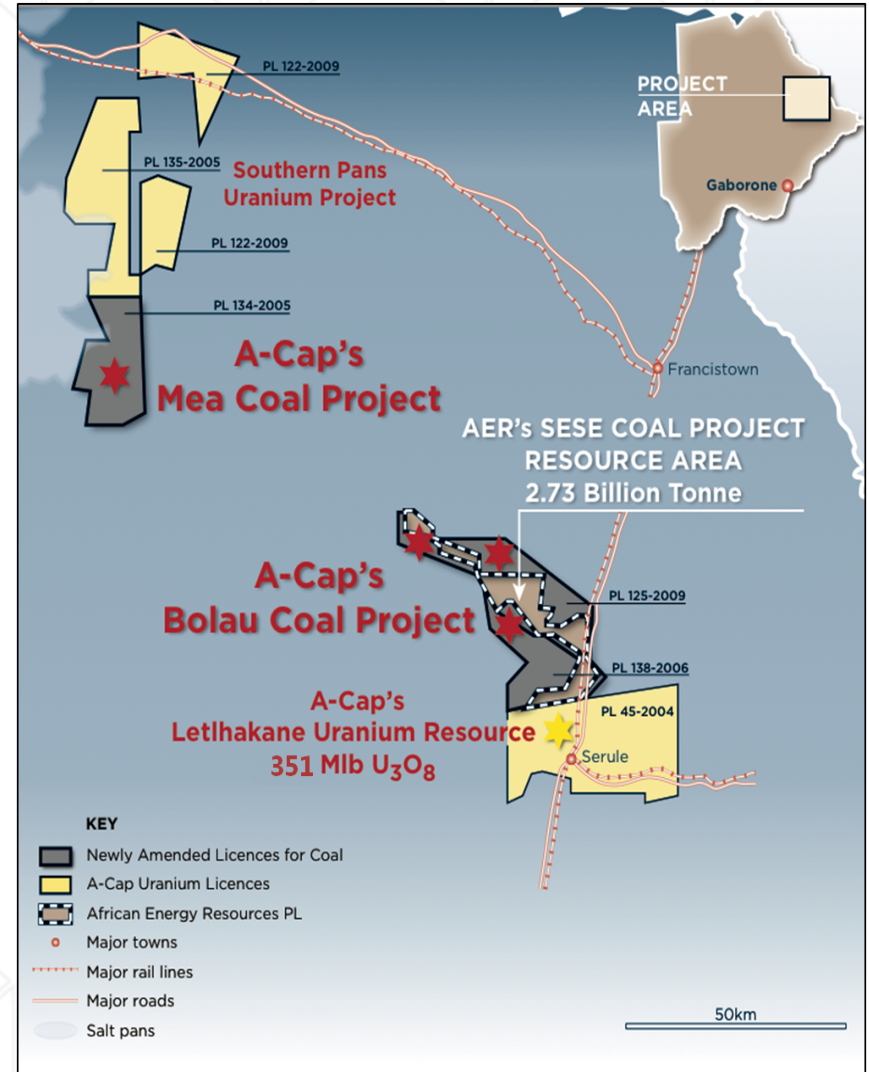 PL 122-2009
PROJECT
AREA
PL 135-2005
Southern Pans
Uranium Project
Gaborone
PL 122-2009
PL 134-2005
A-Cap's
Mea Coal Project
Francistown
AER's SESE COAL PROJECT
RESOURCE AREA
2.73 Billion Tonne
A-Cap's
Bolau Coal Project
PL 125-2009
PL 138-2006
A-Cap's
Letlhakane Uranium Resource
351 Mlb U₃O₈
PL 45-2004
Serule
KEY
Newly Amended Licences for Coal
A-Cap Uranium Licences
African Energy Resources PL
Major towns
Major rail lines
Major roads
Salt pans
50km